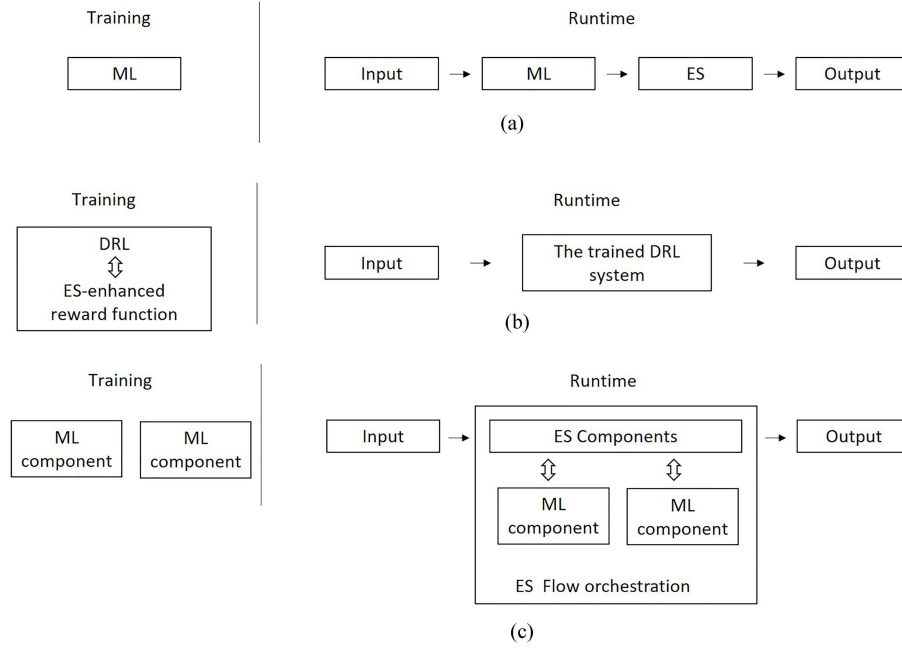 Training
Runtime
ML
Input
ML
ES
Output
(a)
Training
Runtime
DRL
ES-enhanced
reward function
Input
The trained DRL
system
Output
(b)
Training
Runtime
ML
component
ML
component
Input
ES Components
ML
component
ML
component
ES Flow orchestration
Output
(c)